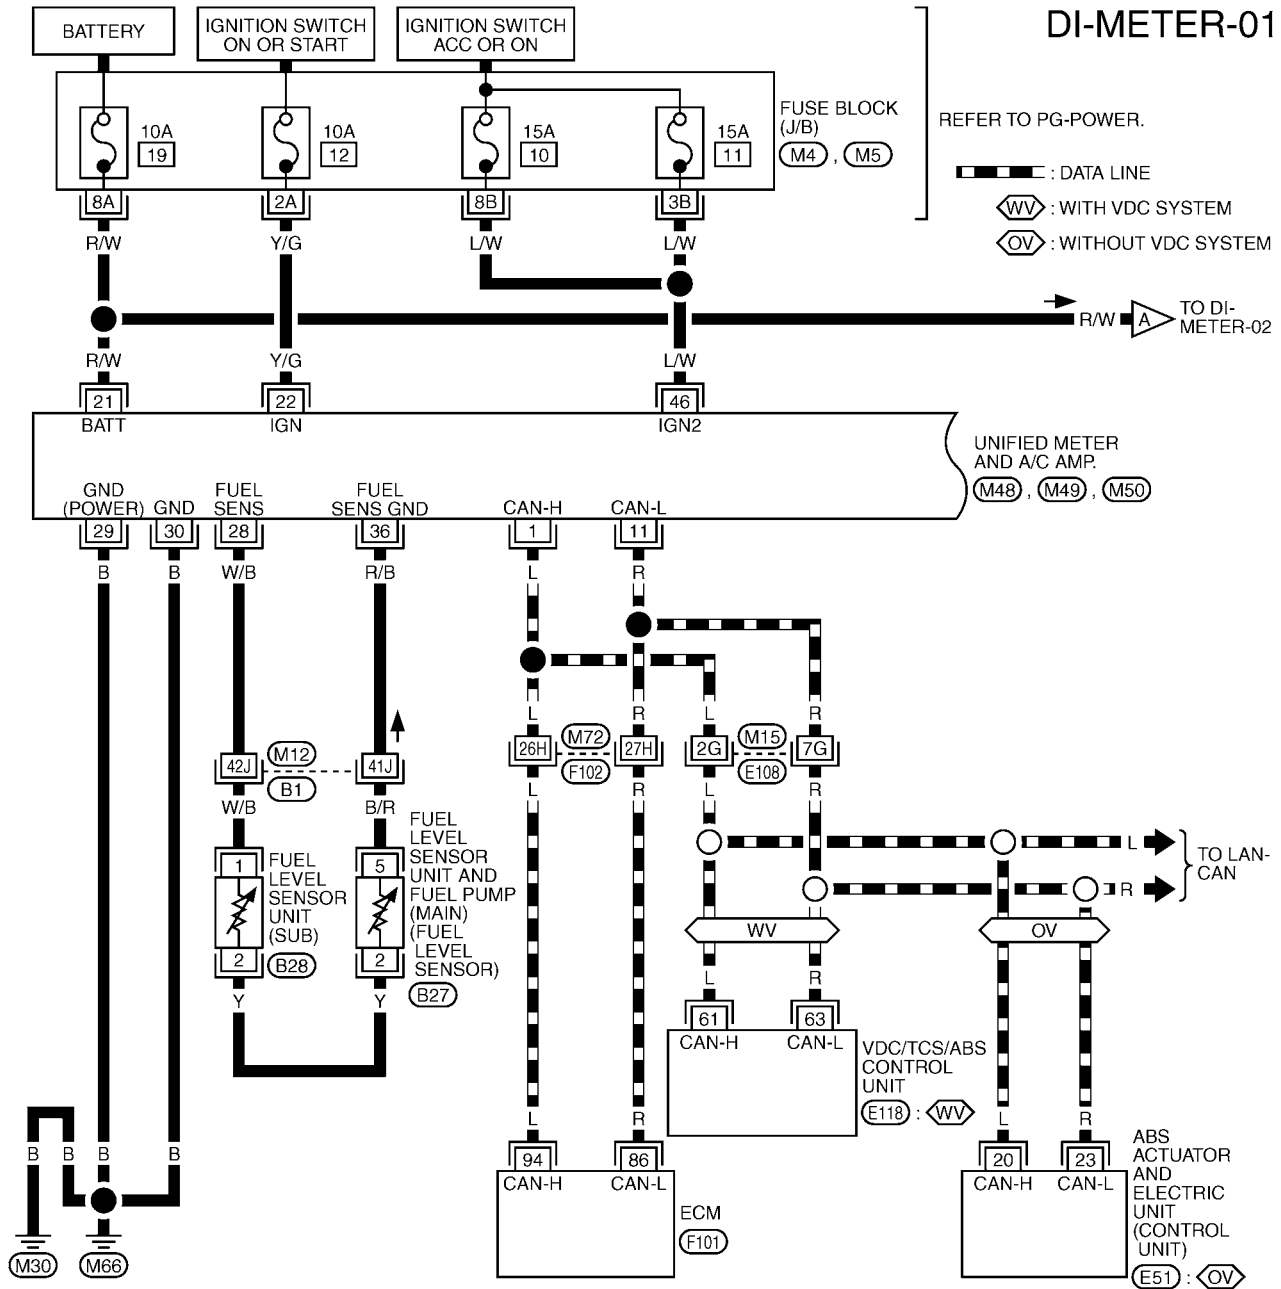 DI-METER-01
BATTERY
IGNITION SWITCH
ON OR START
IGNITION SWITCH
ACC OR ON
10A
19
10A
12
15A
10
15A
11
FUSE BLOCK
(J/B)
M4 , M5
REFER TO PG-POWER.
: DATA LINE
WV : WITH VDC SYSTEM
OV : WITHOUT VDC SYSTEM
8A
2A
8B
3B
R/W
Y/G
L/W
L/W
R/W
A
TO DI-
METER-02
R/W
Y/G
L/W
21
22
46
BATT
IGN
IGN2
UNIFIED METER
AND A/C AMP.
M48 , M49 , M50
GND
(POWER)
GND
FUEL
SENS
FUEL
SENS GND
CAN-H
CAN-L
29
30
28
36
1
11
B
B
W/B
R/B
L
R
L
R
L
R
26H
M72
F102
27H
2G
M15
E108
7G
42J
M12
B1
41J
W/B
B/R
L
R
L
R
1
FUEL
LEVEL
SENSOR
UNIT
(SUB)
2
B28
5
FUEL
LEVEL
SENSOR
UNIT AND
FUEL PUMP
(MAIN)
(FUEL
LEVEL
SENSOR)
2
B27
L
R
TO LAN-
CAN
WV
OV
Y
Y
L
R
61
63
CAN-H
CAN-L
VDC/TCS/ABS
CONTROL
UNIT
E118 : WV
L
R
L
R
B
B
B
B
94
86
CAN-H
CAN-L
ECM
F101
20
23
CAN-H
CAN-L
ABS
ACTUATOR
AND
ELECTRIC
UNIT
(CONTROL
UNIT)
E51 : OV
M30
M66